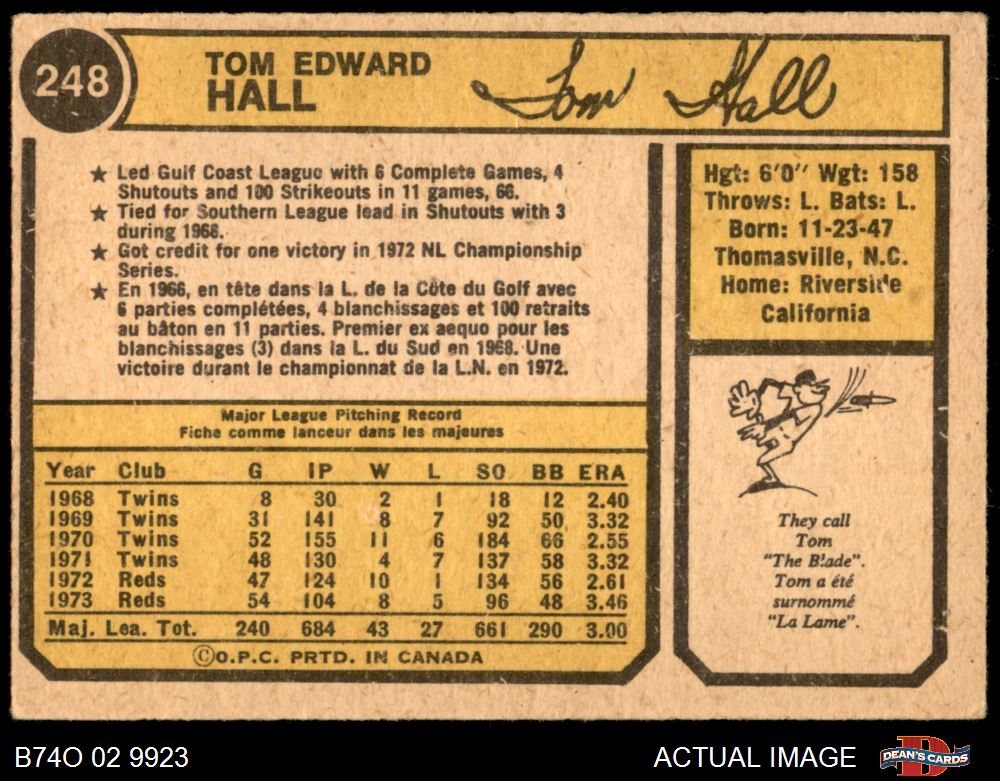 248
TOM EDWARD
HALL
Tom Hall
★ Led Gulf Coast League with 6 Complete Games, 4
Shutouts and 100 Strikeouts in 11 games, 66.
★ Tied for Southern League lead in Shutouts with 3
during 1968.
★ Got credit for one victory in 1972 NL Championship
Series.
★ En 1966, en tête dans la L. de la Côte du Golf avec
6 parties complétées, 4 blanchissages et 100 retraits
au bâton en 11 parties. Premier ex aequo pour les
blanchissages (3) dans la L. du Sud en 1968. Une
victoire durant le championnat de la L.N. en 1972.
Hgt: 6'0" Wgt: 158
Throws: L. Bats: L.
Born: 11-23-47
Thomasville, N.C.
Home: Riverside
California
Major League Pitching Record
Fiche comme lanceur dans les majeures
Year Club G IP W L SO BB ERA
1968 Twins 8 30 2 1 18 12 2.40
1969 Twins 31 141 8 7 92 50 3.32
1970 Twins 52 155 11 6 184 66 2.55
1971 Twins 48 130 4 7 137 58 3.32
1972 Reds 47 124 10 1 134 56 2.61
1973 Reds 54 104 8 5 96 48 3.46
Maj. Lea. Tot. 240 684 43 27 661 290 3.00
©O.P.C. PRTD. IN CANADA
They call
Tom
"The Blade".
Tom a été
surnommé
"La Lame".
B74O 02 9923
ACTUAL IMAGE
DEAN'S CARDS